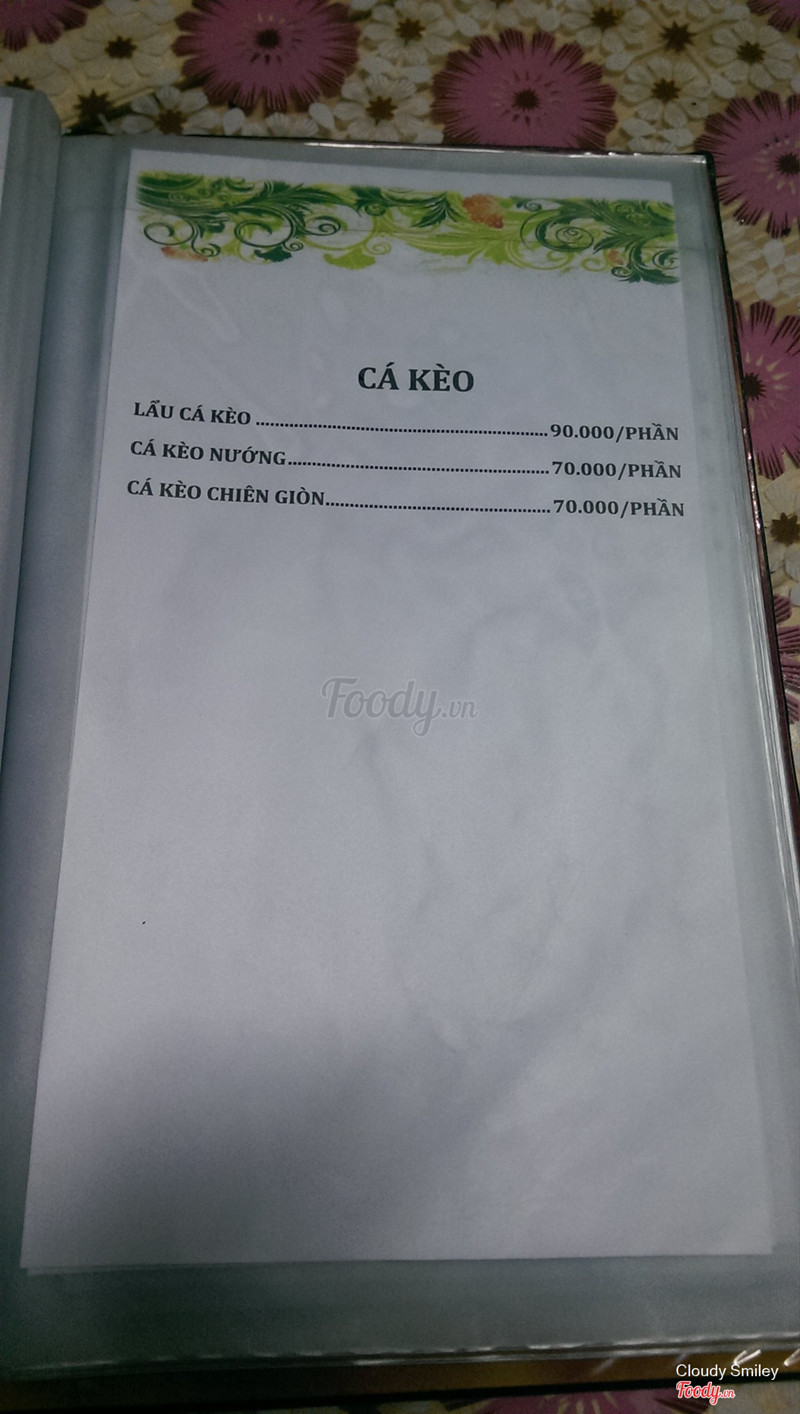 CÁ KÈO
LẨU CÁ KÈO ........................................................................90.000/PHẦN
CÁ KÈO NƯỚNG................................................................70.000/PHẦN
CÁ KÈO CHIÊN GIÒN.......................................................70.000/PHẦN
Foody.vn
Cloudy Smiley
Foody.vn